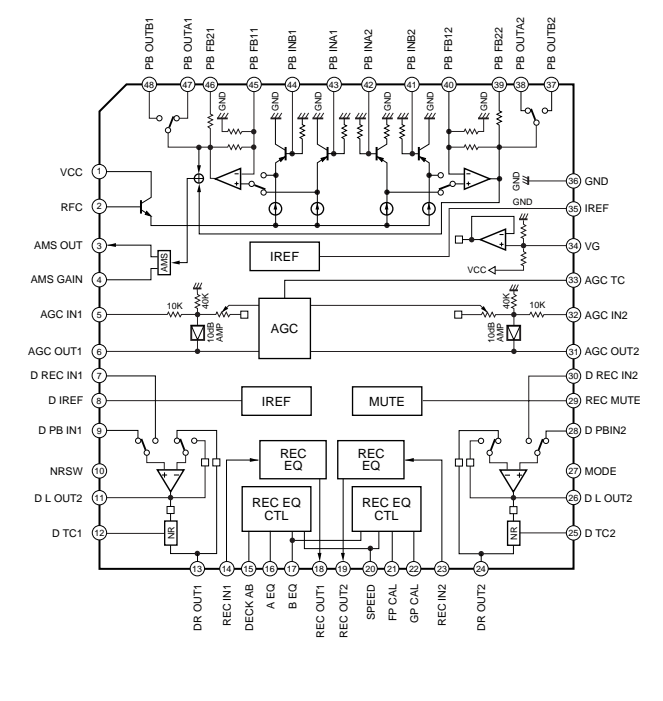 PB OUTB1
PB OUTA1
PB FB21
PB FB11
PB INB1
PB INA1
PB INA2
PB INB2
PB FB12
PB FB22
PB OUTA2
PB OUTB2
48
47
46
45
44
43
42
41
40
39
38
37
GND
GND
GND
GND
GND
GND
VCC
1
RFC
2
AMS OUT
3
AMS GAIN
4
AMS
IREF
36
GND
GND
35
IREF
34
VG
VCC
33
AGC TC
AGC IN1
5
10K
40K
10dB
AMP
AGC
40K
10K
10dB
AMP
32
AGC IN2
AGC OUT1
6
31
AGC OUT2
D REC IN1
7
30
D REC IN2
D IREF
8
IREF
MUTE
29
REC MUTE
D PB IN1
9
28
D PBIN2
+
−
REC
EQ
REC
EQ
−
+
NRSW
10
27
MODE
D L OUT2
11
REC EQ
CTL
REC EQ
CTL
26
D L OUT2
D TC1
12
NR
NR
25
D TC2
13
14
15
16
17
18
19
20
21
22
23
24
DR OUT1
REC IN1
DECK AB
A EQ
B EQ
REC OUT1
REC OUT2
SPEED
FP CAL
GP CAL
REC IN2
DR OUT2